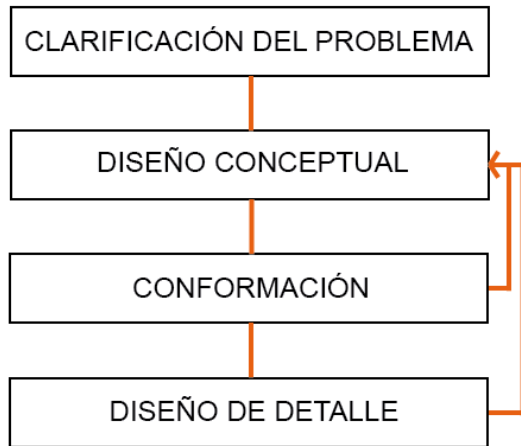 CLARIFICACIÓN DEL PROBLEMA
DISEÑO CONCEPTUAL
CONFORMACIÓN
DISEÑO DE DETALLE